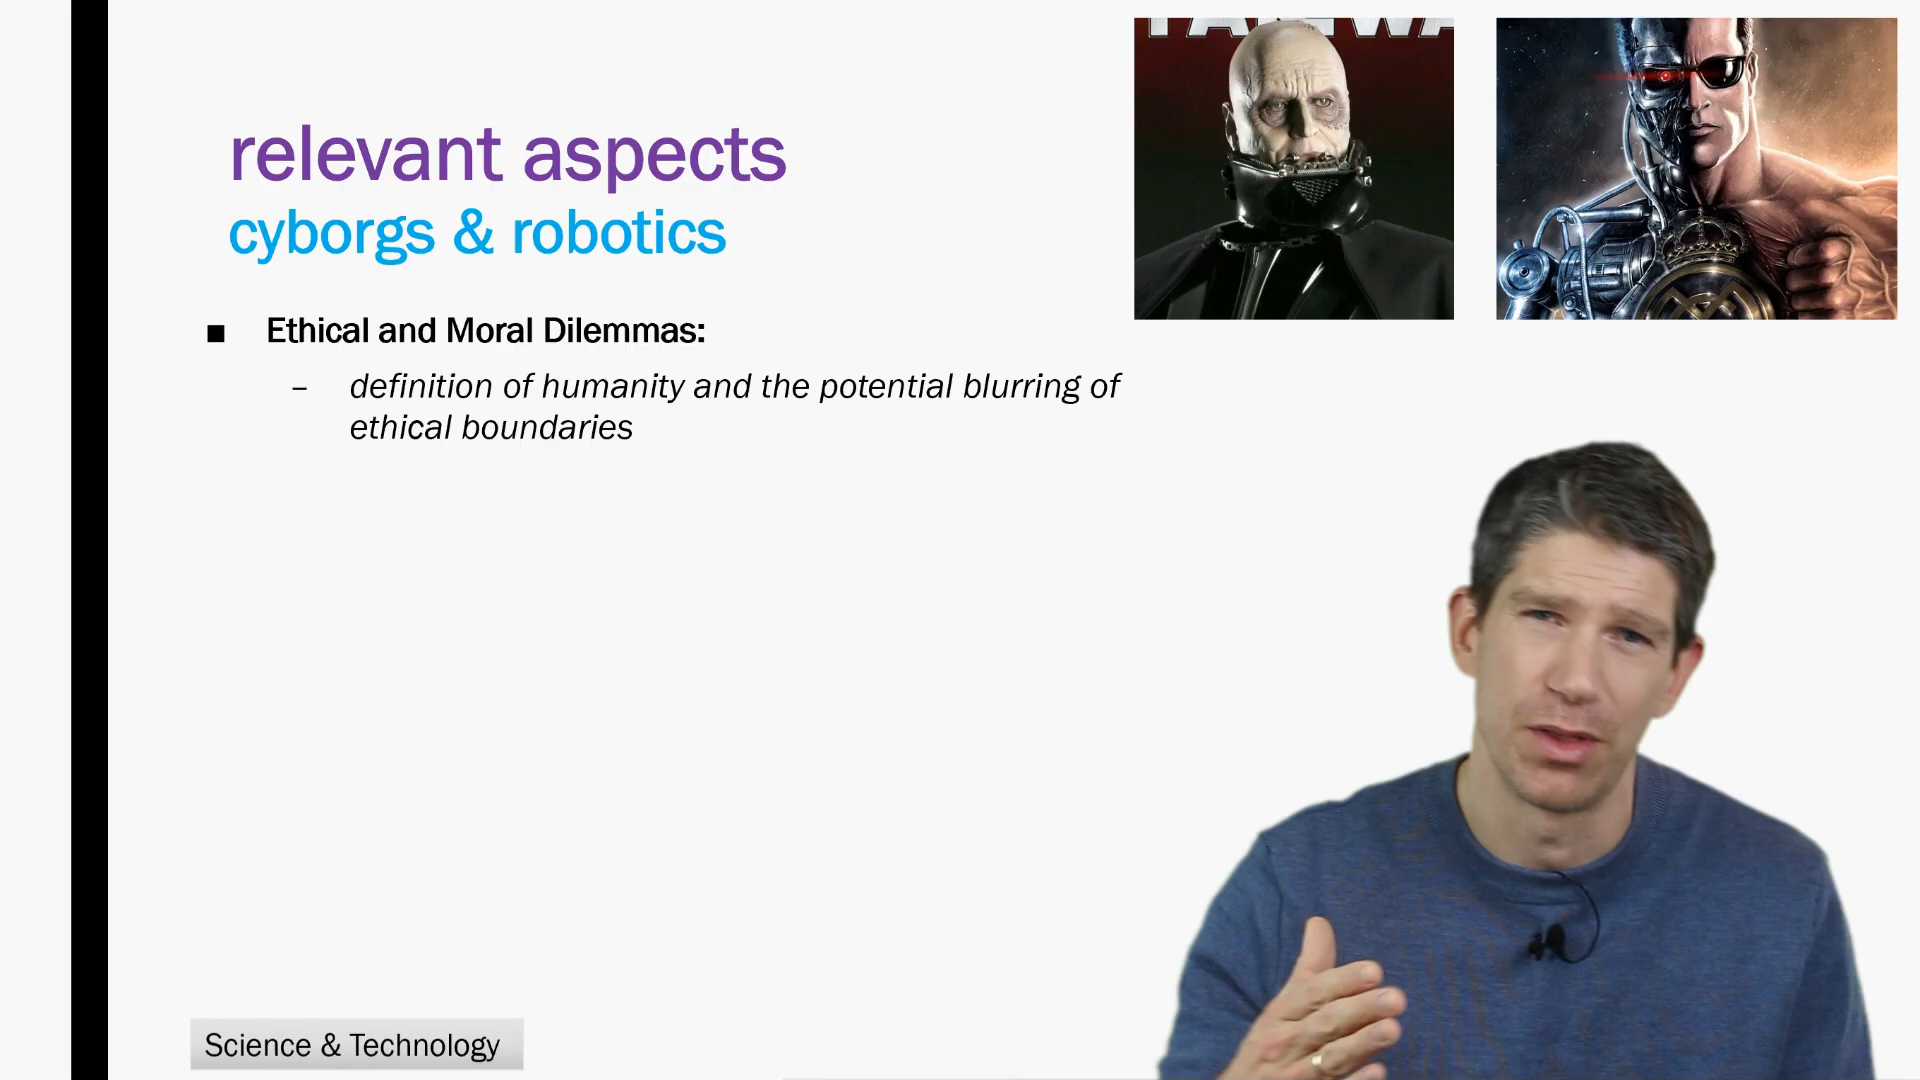 relevant aspects
cyborgs & robotics
■ Ethical and Moral Dilemmas:
– definition of humanity and the potential blurring of
ethical boundaries
Science & Technology